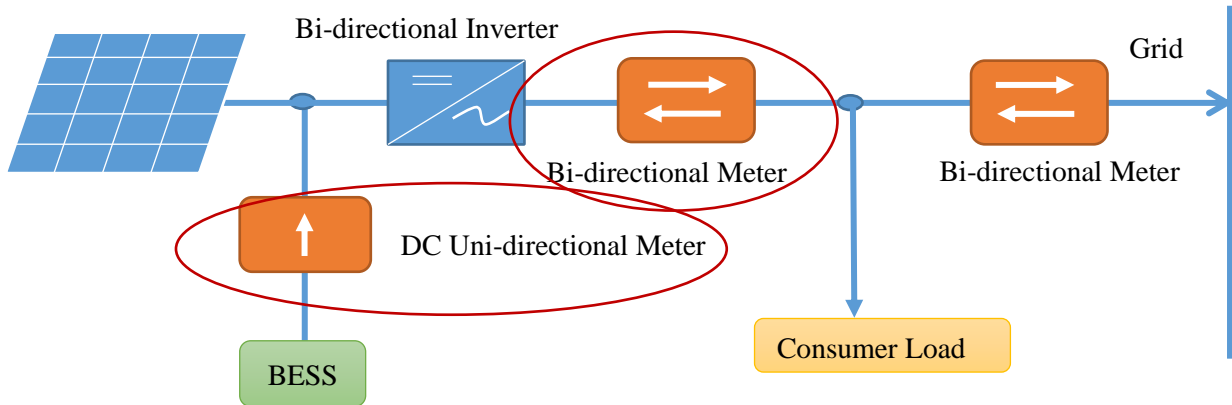 Bi-directional Inverter
Grid
Bi-directional Meter
Bi-directional Meter
DC Uni-directional Meter
Consumer Load
BESS